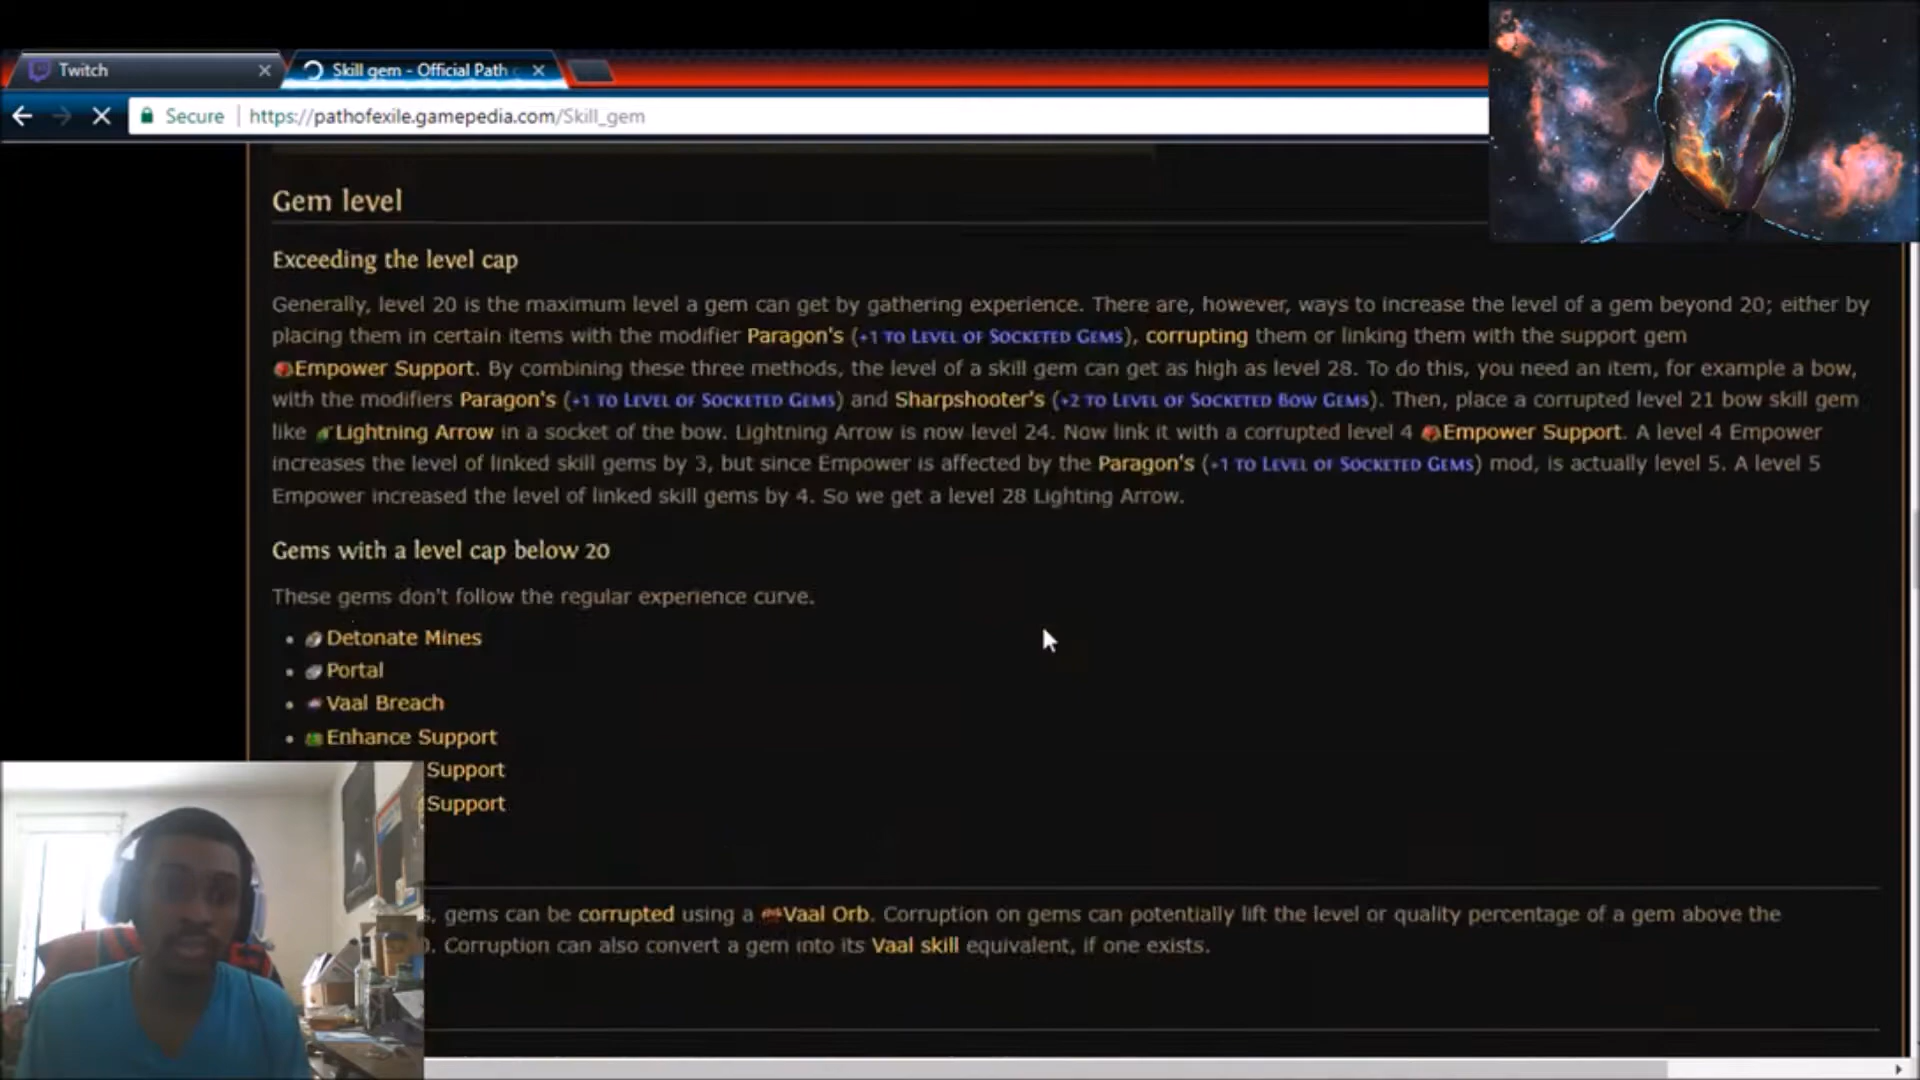 Twitch
Skill gem - Official Path
Secure
https://pathofexile.gamepedia.com/Skill_gem
Gem level
Exceeding the level cap
Generally, level 20 is the maximum level a gem can get by gathering experience. There are, however, ways to increase the level of a gem beyond 20; either by
placing them in certain items with the modifier Paragon's (+1 to Level of Socketed Gems), corrupting them or linking them with the support gem
Empower Support. By combining these three methods, the level of a skill gem can get as high as level 28. To do this, you need an item, for example a bow,
with the modifiers Paragon's (+1 to Level of Socketed Gems) and Sharpshooter's (+2 to Level of Socketed Bow Gems). Then, place a corrupted level 21 bow skill gem
like Lightning Arrow in a socket of the bow. Lightning Arrow is now level 24. Now link it with a corrupted level 4 Empower Support. A level 4 Empower
increases the level of linked skill gems by 3, but since Empower is affected by the Paragon's (+1 to Level of Socketed Gems) mod, is actually level 5. A level 5
Empower increased the level of linked skill gems by 4. So we get a level 28 Lighting Arrow.
Gems with a level cap below 20
These gems don't follow the regular experience curve.
Detonate Mines
Portal
Vaal Breach
Enhance Support
Support
Support
, gems can be corrupted using a Vaal Orb. Corruption on gems can potentially lift the level or quality percentage of a gem above the
. Corruption can also convert a gem into its Vaal skill equivalent, if one exists.